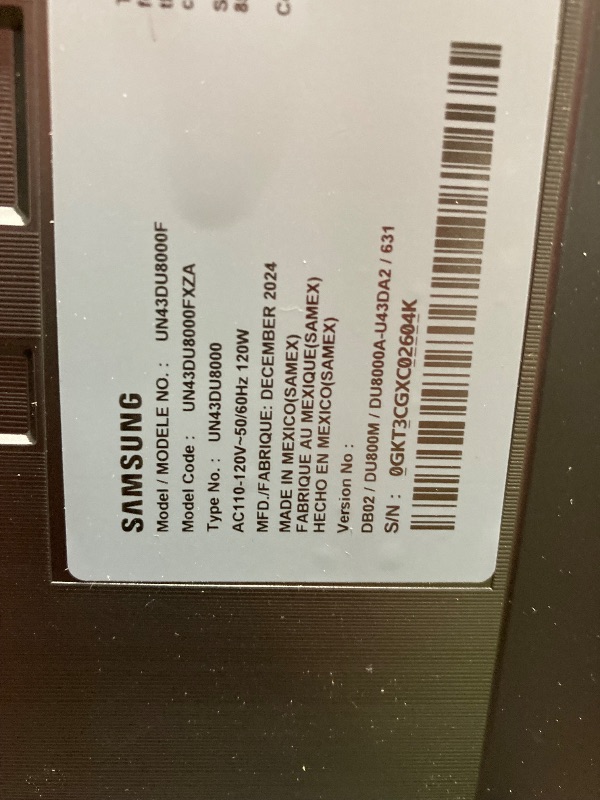 SAMSUNG
Model / MODELE NO. : UN43DU8000F
Model Code : UN43DU8000FXZA
Type No. : UN43DU8000
AC110-120V~50/60Hz 120W
MFD./FABRIQUE: DECEMBER 2024
MADE IN MEXICO(SAMEX)
FABRIQUE AU MEXIQUE(SAMEX)
HECHO EN MEXICO(SAMEX)
Version No :
DB02 / DU800M / DU8000A-U43DA2 / 631
S/N : 0GKT3CGXC02604K